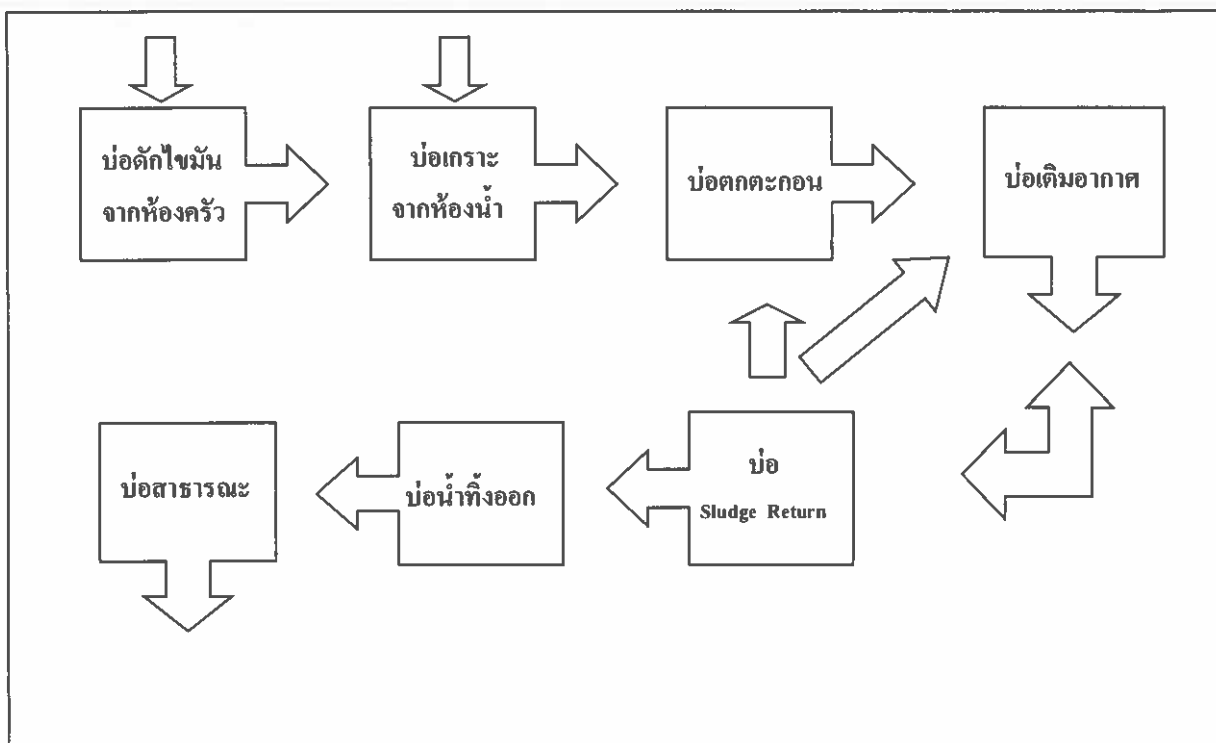 บ่อดักไขมัน
จากห้องครัว
บ่อเกราะ
จากห้องน้ำ
บ่อตกตะกอน
บ่อเติมอากาศ
บ่อสาธารณะ
บ่อน้ำทิ้งออก
บ่อ
Sludge Return